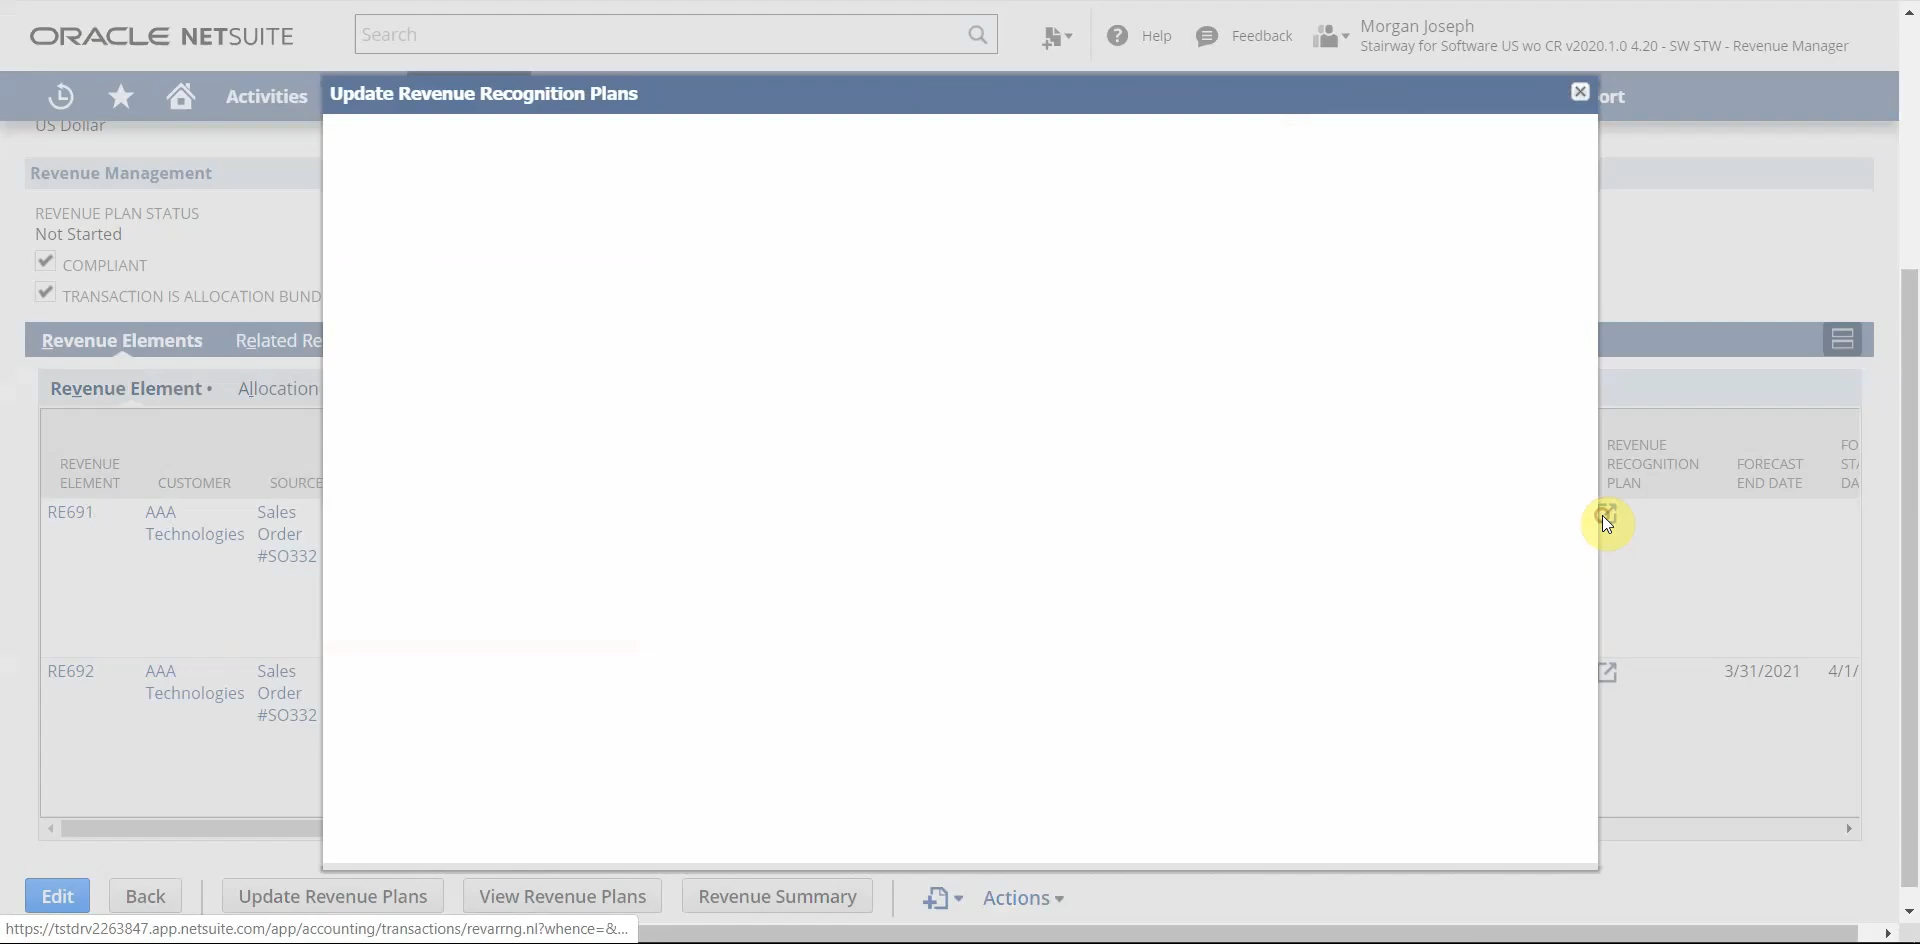 ORACLE NETSUITE
Search
Help
Feedback
Morgan Joseph
Stairway for Software US wo CR v2020.1.0 4.20 - SW STW - Revenue Manager
Activities
Update Revenue Recognition Plans
ort
US Dollar
Revenue Management
REVENUE PLAN STATUS
Not Started
COMPLIANT
TRANSACTION IS ALLOCATION BUND
Revenue Elements
Related Re
Revenue Element •
Allocation
REVENUE
ELEMENT
CUSTOMER
SOURCE
REVENUE
RECOGNITION
PLAN
FORECAST
END DATE
FO
ST
DA
RE691
AAA
Technologies
Sales
Order
#SO332
RE692
AAA
Technologies
Sales
Order
#SO332
3/31/2021
4/1/
Edit
Back
Update Revenue Plans
View Revenue Plans
Revenue Summary
Actions
https://tstdrv2263847.app.netsuite.com/app/accounting/transactions/revarrng.nl?whence=&...